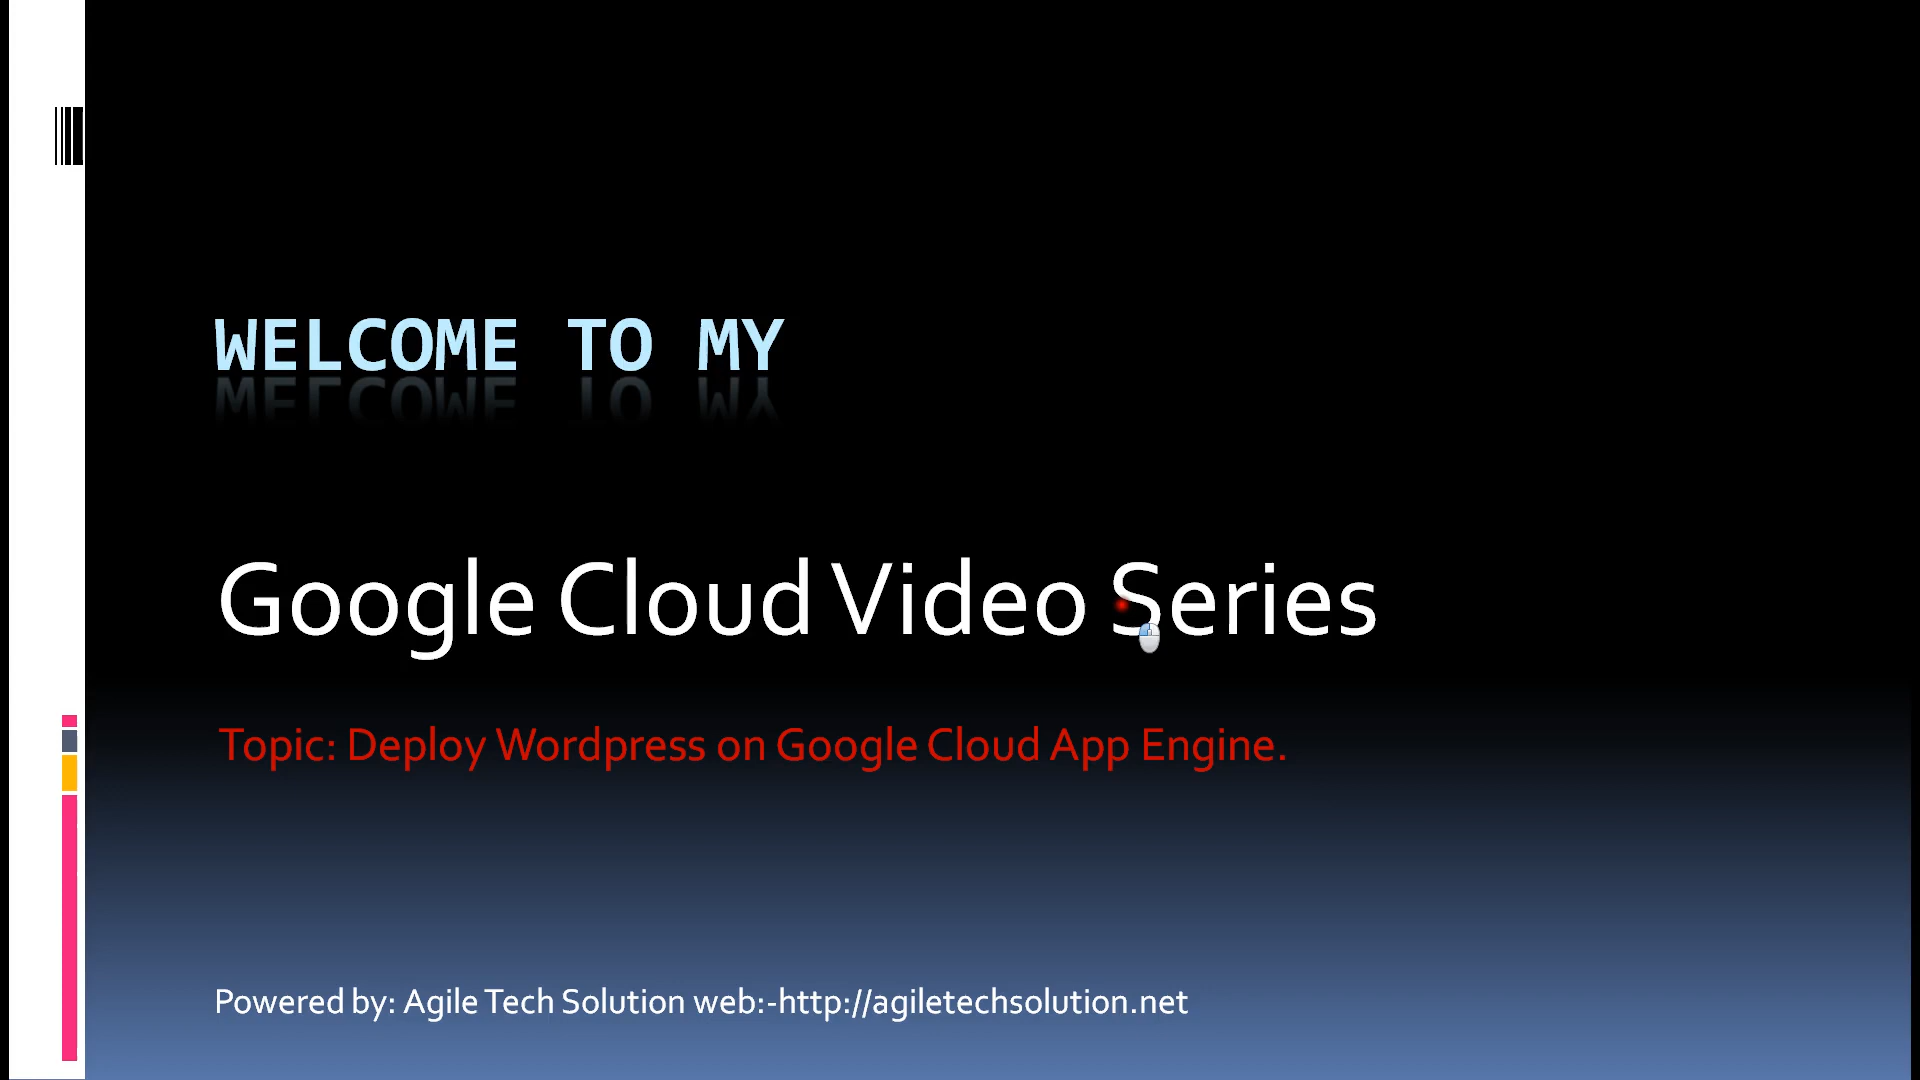 WELCOME TO MY
Google Cloud Video Series
Topic: Deploy Wordpress on Google Cloud App Engine.
Powered by: Agile Tech Solution web:-http://agiletechsolution.net